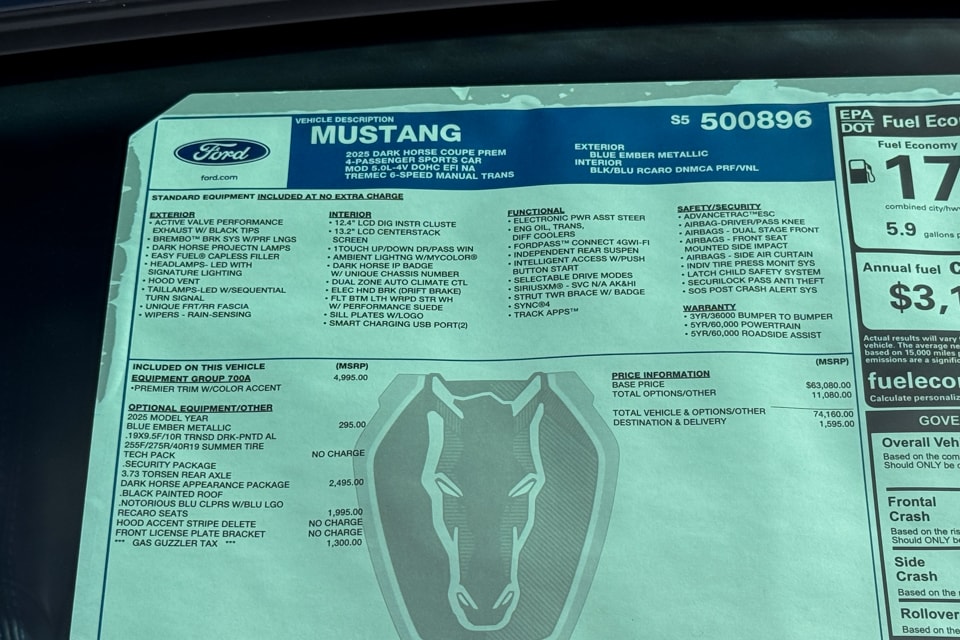 Ford
ford.com
VEHICLE DESCRIPTION
MUSTANG
2025 DARK HORSE COUPE PREM
4-PASSENGER SPORTS CAR
MOD 5.0L-4V DOHC EFI NA
TREMEC 6-SPEED MANUAL TRANS
S5 500896
EXTERIOR
BLUE EMBER METALLIC
INTERIOR
BLK/BLU RCARO DNMCA PRF/VNL
STANDARD EQUIPMENT INCLUDED AT NO EXTRA CHARGE
EXTERIOR
• ACTIVE VALVE PERFORMANCE
EXHAUST W/ BLACK TIPS
• BREMBO™ BRK SYS W/PRF LNGS
• DARK HORSE PROJECTN LAMPS
• EASY FUEL® CAPLESS FILLER
• HEADLAMPS- LED WITH
SIGNATURE LIGHTING
• HOOD VENT
• TAILLAMPS-LED W/SEQUENTIAL
TURN SIGNAL
• UNIQUE FRT/RR FASCIA
• WIPERS - RAIN-SENSING
INTERIOR
• 12.4" LCD DIG INSTR CLUSTE
• 13.2" LCD CENTERSTACK
SCREEN
• 1TOUCH UP/DOWN DR/PASS WIN
• AMBIENT LIGHTNG W/MYCOLOR®
• DARK HORSE IP BADGE
W/ UNIQUE CHASSIS NUMBER
• DUAL ZONE AUTO CLIMATE CTL
• ELEC HND BRK (DRIFT BRAKE)
• FLT BTM LTH WRPD STR WH
W/ PERFORMANCE SUEDE
• SILL PLATES W/LOGO
• SMART CHARGING USB PORT(2)
FUNCTIONAL
• ELECTRONIC PWR ASST STEER
• ENG OIL, TRANS,
DIFF COOLERS
• FORDPASS™ CONNECT 4GWI-FI
• INDEPENDENT REAR SUSPEN
• INTELLIGENT ACCESS W/PUSH
BUTTON START
• SELECTABLE DRIVE MODES
• SIRIUSXM® - SVC N/A AK&HI
• STRUT TWR BRACE W/ BADGE
• SYNC®4
• TRACK APPS™
SAFETY/SECURITY
• ADVANCETRAC™ESC
• AIRBAG-DRIVER/PASS KNEE
• AIRBAGS - DUAL STAGE FRONT
• AIRBAGS - FRONT SEAT
MOUNTED SIDE IMPACT
• AIRBAGS - SIDE AIR CURTAIN
• INDIV TIRE PRESS MONIT SYS
• LATCH CHILD SAFETY SYSTEM
• SECURILOCK PASS ANTI THEFT
• SOS POST CRASH ALERT SYS
WARRANTY
• 3YR/36000 BUMPER TO BUMPER
• 5YR/60,000 POWERTRAIN
• 5YR/60,000 ROADSIDE ASSIST
INCLUDED ON THIS VEHICLE (MSRP)
EQUIPMENT GROUP 700A 4,995.00
•PREMIER TRIM W/COLOR ACCENT
OPTIONAL EQUIPMENT/OTHER
2025 MODEL YEAR
BLUE EMBER METALLIC 295.00
.19X9.5F/10R TRNSD DRK-PNTD AL
255F/275R/40R19 SUMMER TIRE
TECH PACK NO CHARGE
.SECURITY PACKAGE
3.73 TORSEN REAR AXLE
DARK HORSE APPEARANCE PACKAGE 2,495.00
.BLACK PAINTED ROOF
.NOTORIOUS BLU CLPRS W/BLU LGO
RECARO SEATS 1,995.00
HOOD ACCENT STRIPE DELETE NO CHARGE
FRONT LICENSE PLATE BRACKET NO CHARGE
*** GAS GUZZLER TAX *** 1,300.00
(MSRP)
PRICE INFORMATION
BASE PRICE $63,080.00
TOTAL OPTIONS/OTHER 11,080.00
TOTAL VEHICLE & OPTIONS/OTHER 74,160.00
DESTINATION & DELIVERY 1,595.00
EPA
DOT
Fuel Eco
Fuel Economy
17
combined city/hw
5.9 gallons p
Annual fuel c
$3,1
Actual results will vary
vehicle. The average ne
based on 15,000 miles
emissions are a signifi
fuelecon
Calculate personaliz
GOVE
Overall Veh
Based on the com
Should ONLY be c
Frontal
Crash
Based on the ris
Should ONLY be
Side
Crash
Based on the
Rollover
Based on the